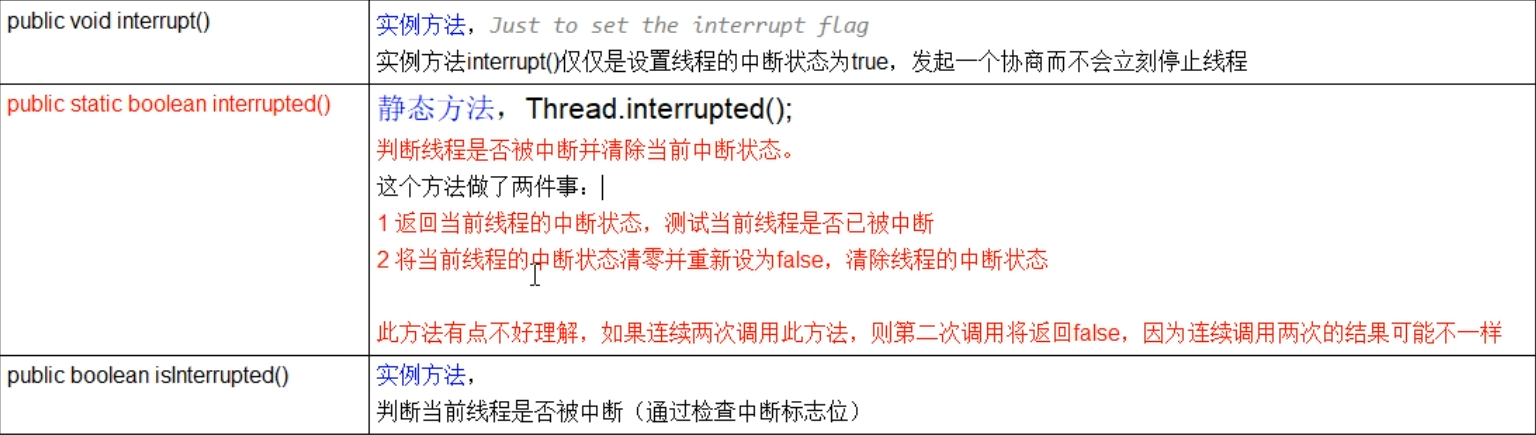 public void interrupt()
实例方法，Just to set the interrupt flag
实例方法interrupt()仅仅是设置线程的中断状态为true，发起一个协商而不会立刻停止线程
public static boolean interrupted()
静态方法，Thread.interrupted();
判断线程是否被中断并清除当前中断状态。
这个方法做了两件事：
1 返回当前线程的中断状态，测试当前线程是否已被中断
2 将当前线程的中断状态清零并重新设为false，清除线程的中断状态
此方法有点不好理解，如果连续两次调用此方法，则第二次调用将返回false，因为连续调用两次的结果可能不一样
public boolean isInterrupted()
实例方法，
判断当前线程是否被中断（通过检查中断标志位）